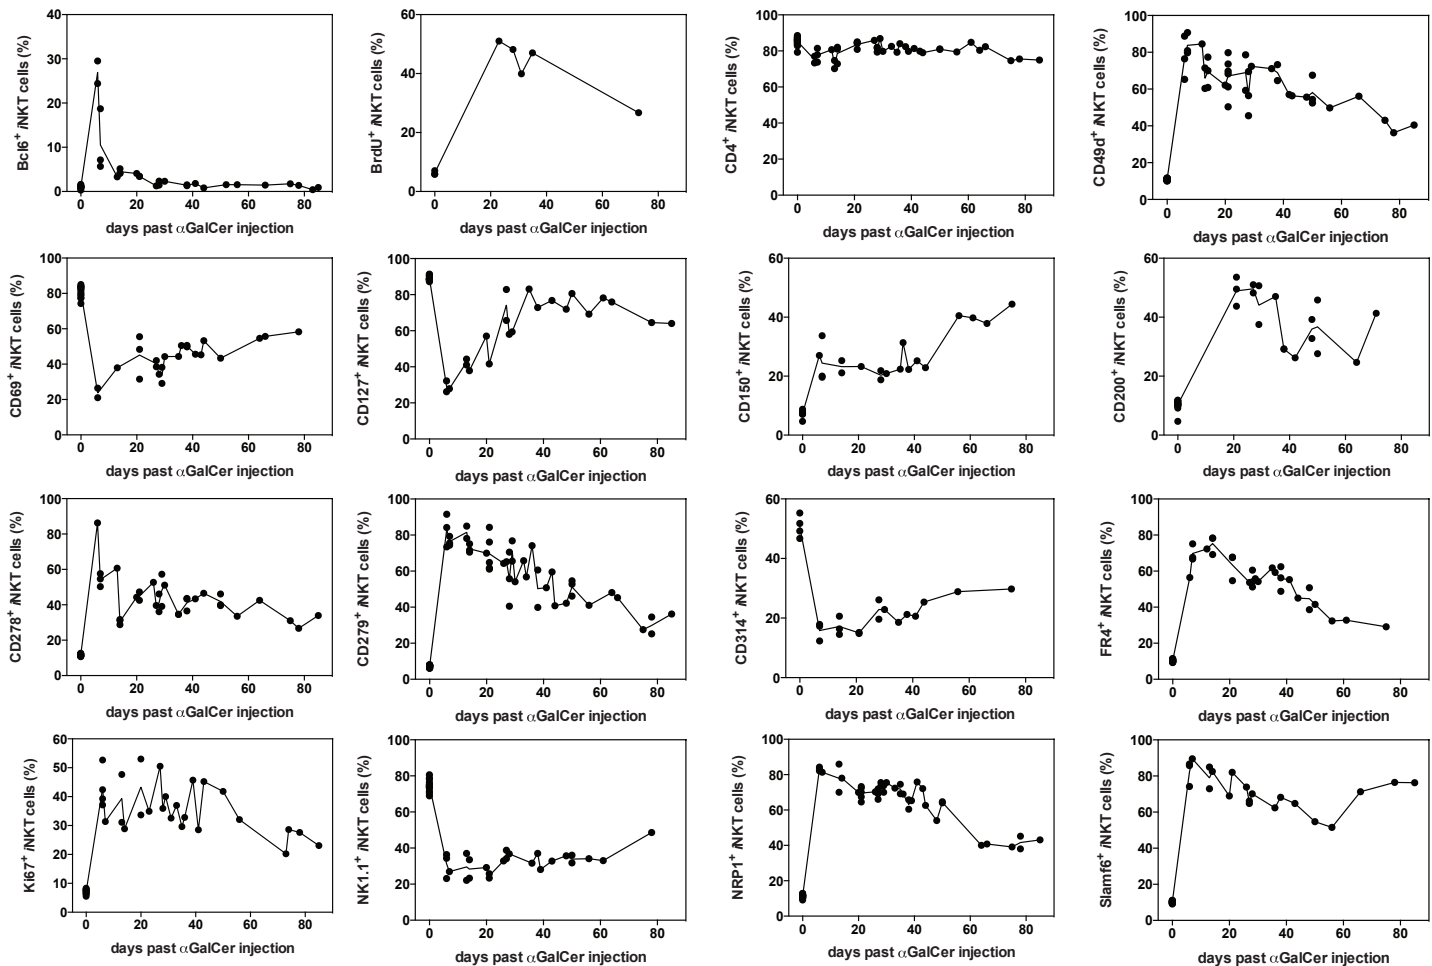 Bcl6⁺ iNKT cells (%)
40
30
20
10
0
0 20 40 60 80
days past αGalCer injection
BrdU⁺ iNKT cells (%)
60
40
20
0
0 20 40 60 80
days past αGalCer injection
CD4⁺ iNKT cells (%)
100
80
60
40
20
0
0 20 40 60 80
days past αGalCer injection
CD49d⁺ iNKT cells (%)
100
80
60
40
20
0
0 20 40 60 80
days past αGalCer injection
CD69⁺ iNKT cells (%)
100
80
60
40
20
0
0 20 40 60 80
days past αGalCer injection
CD127⁺ iNKT cells (%)
100
80
60
40
20
0
0 20 40 60 80
days past αGalCer injection
CD150⁺ iNKT cells (%)
60
40
20
0
0 20 40 60 80
days past αGalCer injection
CD200⁺ iNKT cells (%)
60
40
20
0
0 20 40 60 80
days past αGalCer injection
CD278⁺ iNKT cells (%)
100
80
60
40
20
0
0 20 40 60 80
days past αGalCer injection
CD279⁺ iNKT cells (%)
100
80
60
40
20
0
0 20 40 60 80
days past αGalCer injection
CD314⁺ iNKT cells (%)
60
40
20
0
0 20 40 60 80
days past αGalCer injection
FR4⁺ iNKT cells (%)
100
80
60
40
20
0
0 20 40 60 80
days past αGalCer injection
Ki67⁺ iNKT cells (%)
60
50
40
30
20
10
0
0 20 40 60 80
days past αGalCer injection
NK1.1⁺ iNKT cells (%)
100
80
60
40
20
0
0 20 40 60 80
days past αGalCer injection
NRP1⁺ iNKT cells (%)
100
80
60
40
20
0
0 20 40 60 80
days past αGalCer injection
Slamf6⁺ iNKT cells (%)
100
80
60
40
20
0
0 20 40 60 80
days past αGalCer injection